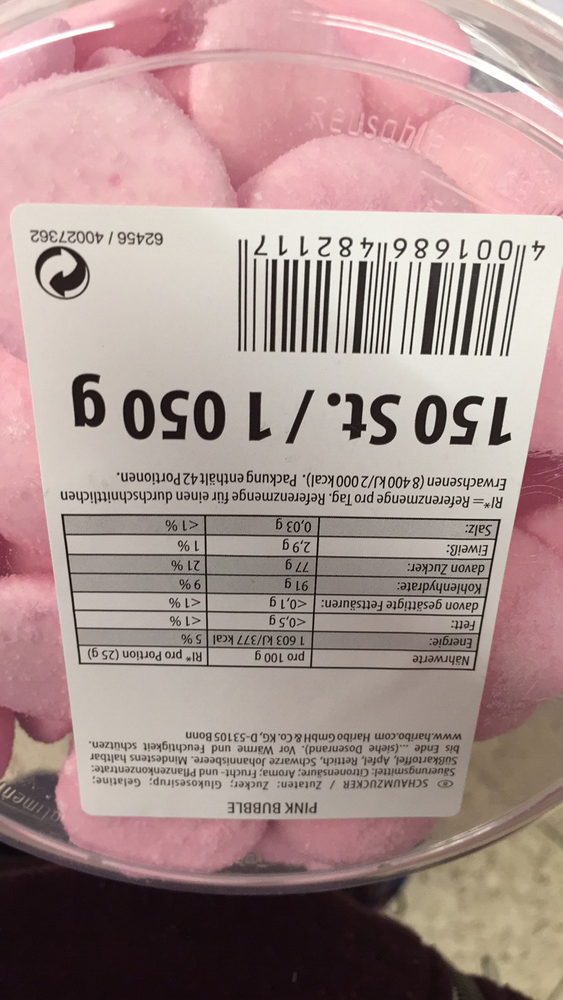 PINK BUBBLE
SCHAUMZUCKER / Zutaten: Zucker; Glukosesirup; Gelatine;
Säuerungsmittel: Citronensäure; Aroma; Frucht- und Pflanzenkonzentrate:
Süßkartoffel, Apfel, Rettich, Schwarze Johannisbeere. Mindestens haltbar
bis Ende ...(siehe Dosenrand). Vor Wärme und Feuchtigkeit schützen.
www.haribo.com Haribo GmbH & Co. KG, D-53105 Bonn
Nährwerte pro 100 g RI* pro Portion (25 g)
Energie: 1 603 kJ/377 kcal 5 %
Fett: <0,5 g <1 %
davon gesättigte Fettsäuren: <0,1 g <1 %
Kohlenhydrate: 91 g 9 %
davon Zucker: 77 g 21 %
Eiweiß: 2,9 g 1 %
Salz: 0,03 g <1 %
RI*= Referenzmenge pro Tag. Referenzmenge für einen durchschnittlichen
Erwachsenen (8 400 kJ/2 000 kcal). Packung enthält 42 Portionen.
150 St. / 1 050 g
4 001686 482117
62456 / 40027362
Reusable